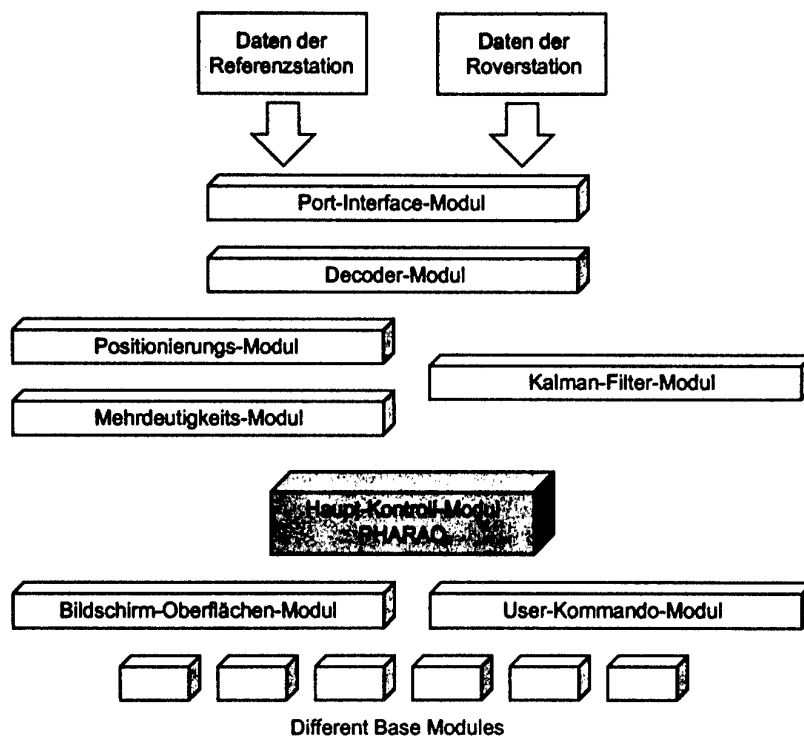 Daten der
Referenzstation
Daten der
Roverstation
Port-Interface-Modul
Decoder-Modul
Positionierungs-Modul
Kalman-Filter-Modul
Mehrdeutigkeits-Modul
Haupt-Kontroll-Modul
PHARAO
Bildschirm-Oberflächen-Modul
User-Kommando-Modul
Different Base Modules